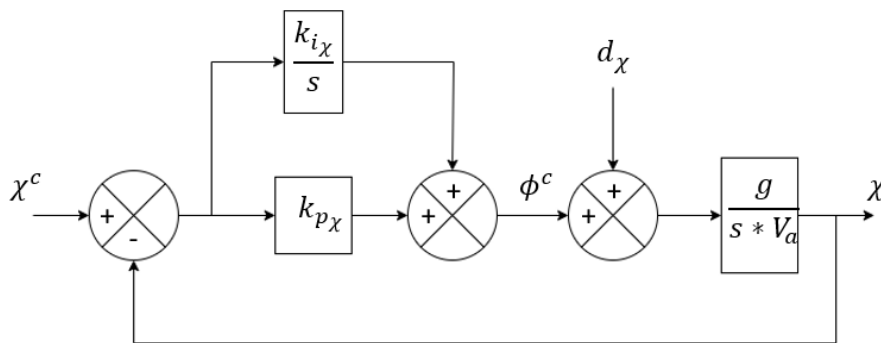 k_{i_χ}
s
d_χ
χ^c
+
-
k_{p_χ}
+
+
ϕ^c
+
+
g
s * V_a
χ